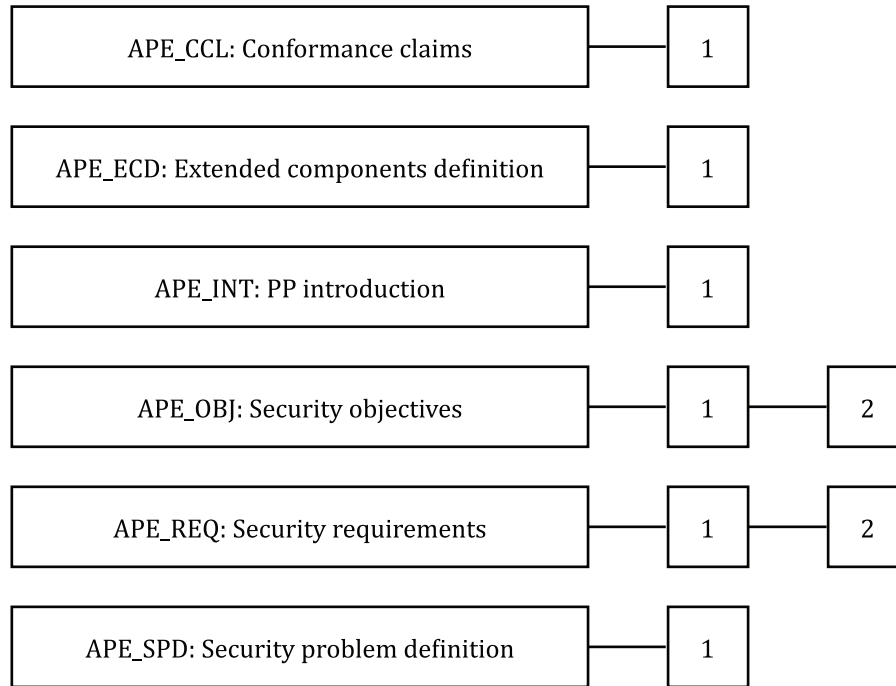 APE_CCL: Conformance claims 1
APE_ECD: Extended components definition 1
APE_INT: PP introduction 1
APE_OBJ: Security objectives 1 2
APE_REQ: Security requirements 1 2
APE_SPD: Security problem definition 1